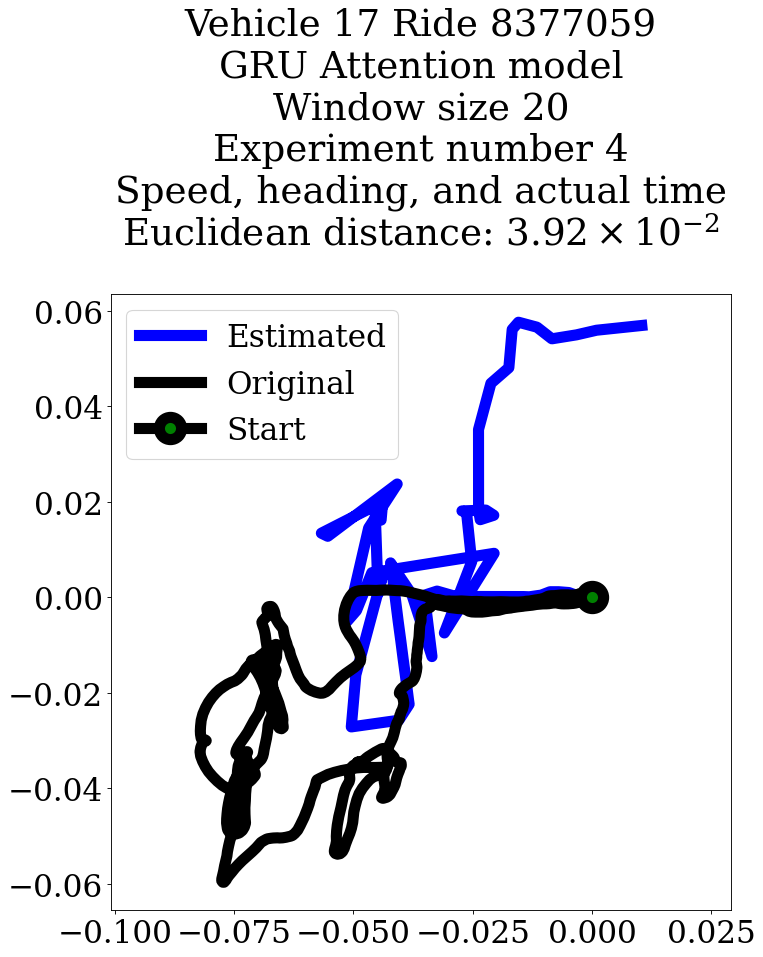 Vehicle 17 Ride 8377059
GRU Attention model
Window size 20
Experiment number 4
Speed, heading, and actual time
Euclidean distance: 3.92 × 10⁻²
Estimated
Original
Start
0.06
0.04
0.02
0.00
−0.02
−0.04
−0.06
−0.100 −0.075 −0.050 −0.025 0.000 0.025